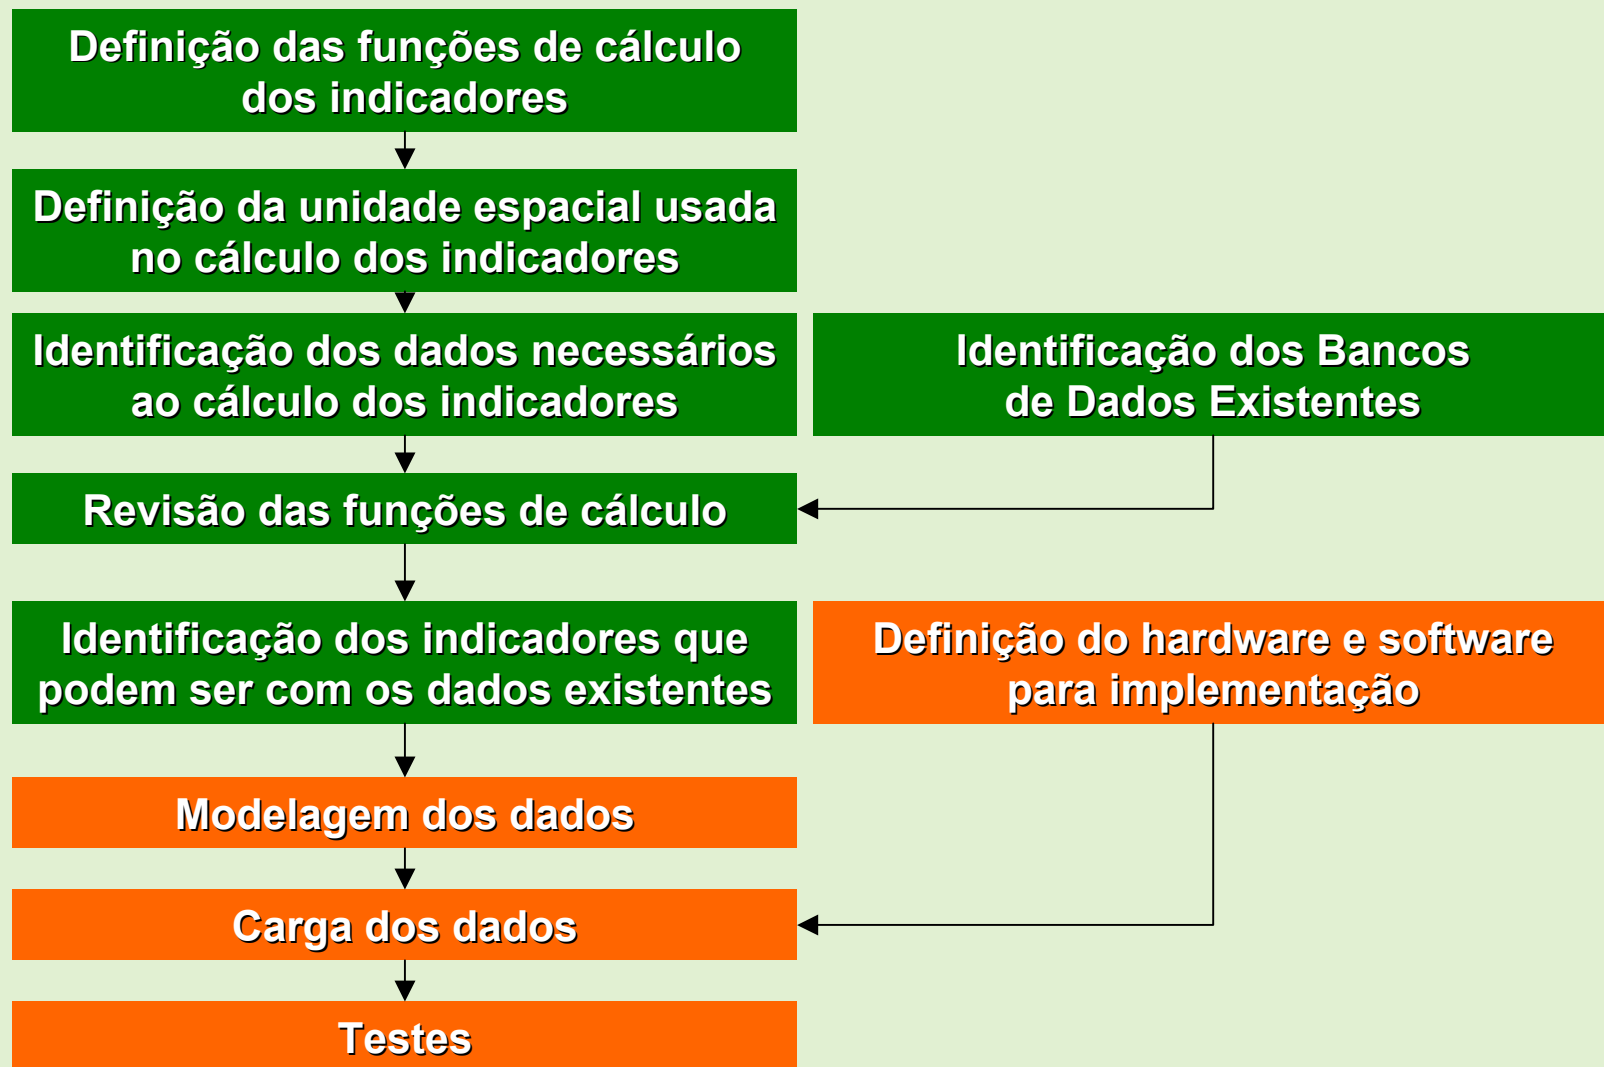 Definição das funções de cálculo
dos indicadores
Definição da unidade espacial usada
no cálculo dos indicadores
Identificação dos dados necessários
ao cálculo dos indicadores
Identificação dos Bancos
de Dados Existentes
Revisão das funções de cálculo
Identificação dos indicadores que
podem ser com os dados existentes
Definição do hardware e software
para implementação
Modelagem dos dados
Carga dos dados
Testes